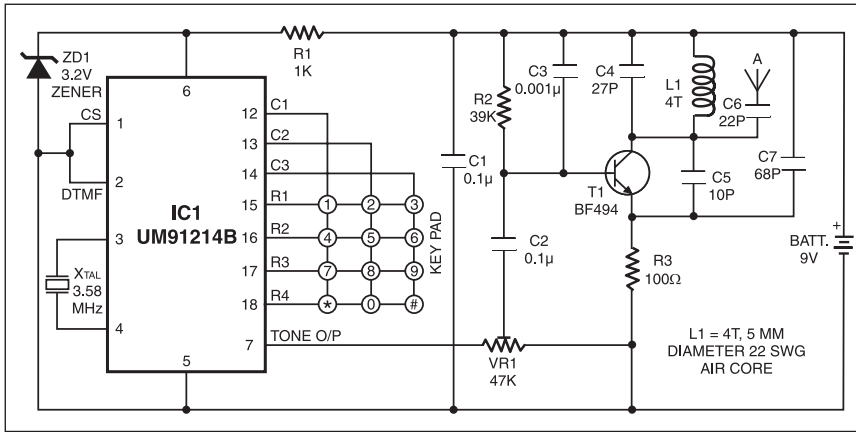 ZD1
3.2V
ZENER
CS
1
DTMF
2
3
XTAL
3.58
MHz
4
6
IC1
UM91214B
5
12
13
14
15
16
17
18
7
R1
1K
C1
C2
C3
R1
R2
R3
R4
TONE O/P
1
2
3
4
5
6
7
8
9
*
0
#
KEY PAD
C1
0.1µ
R2
39K
C3
0.001µ
C2
0.1µ
VR1
47K
C4
27P
T1
BF494
L1
4T
A
C6
22P
C5
10P
C7
68P
R3
100Ω
+
BATT.
9V
L1 = 4T, 5 MM
DIAMETER 22 SWG
AIR CORE